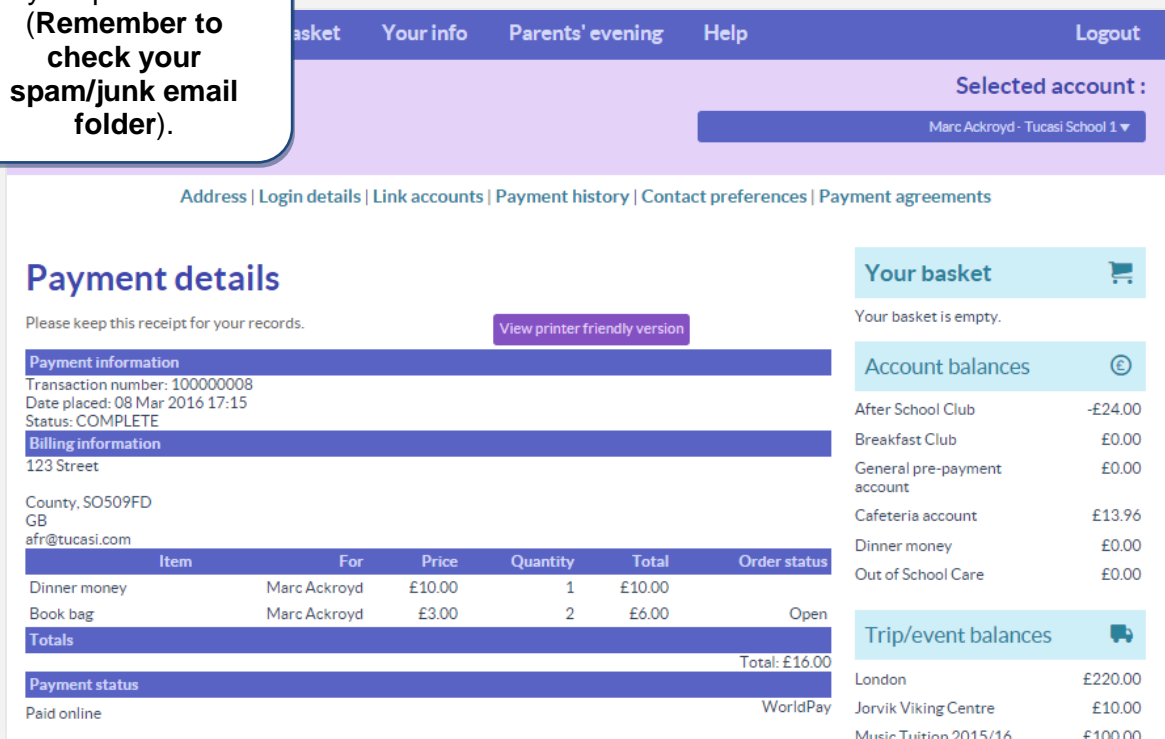 (Remember to
check your
spam/junk email
folder).
Your info Parents' evening Help Logout
Selected account :
Marc Ackroyd - Tucasi School 1 ▾
Address | Login details | Link accounts | Payment history | Contact preferences | Payment agreements
Payment details
Please keep this receipt for your records.
View printer friendly version
Payment information
Transaction number: 100000008
Date placed: 08 Mar 2016 17:15
Status: COMPLETE
Billing information
123 Street
County, SO509FD
GB
afr@tucasi.com
Item For Price Quantity Total Order status
Dinner money Marc Ackroyd £10.00 1 £10.00
Book bag Marc Ackroyd £3.00 2 £6.00 Open
Totals
Total: £16.00
Payment status
Paid online WorldPay
Your basket
Your basket is empty.
Account balances £
After School Club -£24.00
Breakfast Club £0.00
General pre-payment £0.00
account
Cafeteria account £13.96
Dinner money £0.00
Out of School Care £0.00
Trip/event balances
London £220.00
Jorvik Viking Centre £10.00
Music Tuition 2015/16 £100.00